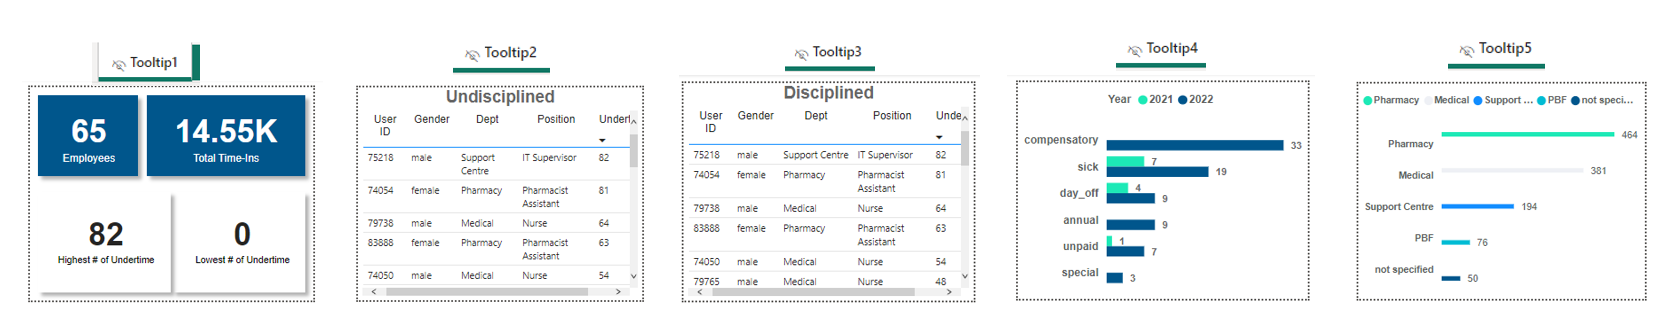 Tooltip1
65
Employees
14.55K
Total Time-Ins
82
Highest # of Undertime
0
Lowest # of Undertime
Tooltip2
Undisciplined
User ID Gender Dept Position
75218 male Support Centre IT Supervisor 82
74054 female Pharmacy Pharmacist Assistant 81
79738 male Medical Nurse 64
83888 female Pharmacy Pharmacist Assistant 63
74050 male Medical Nurse 54
Tooltip3
Disciplined
User ID Gender Dept Position Unde
75218 male Support Centre IT Supervisor 82
74054 female Pharmacy Pharmacist Assistant 81
79738 male Medical Nurse 64
83888 female Pharmacy Pharmacist Assistant 63
74050 male Medical Nurse 54
79765 male Medical Nurse 48
Tooltip4
Year 2021 2022
compensatory 33
sick 7 19
day_off 4 9
annual 9
unpaid 1 7
special 3
Tooltip5
Pharmacy Medical Support ... PBF not speci...
Pharmacy 464
Medical 381
Support Centre 194
PBF 76
not specified 50